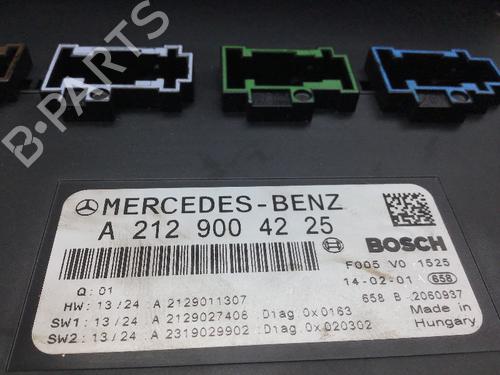 B-PARTS
MERCEDES-BENZ
A 212 900 42 25
BOSCH
Q: 01
F005 V0 1525
14-02-01 658
HW: 13/24 :A 2129011307
658 B 2060937
SW1: 13/24 :A 2129027406 :Diag:0x0163
Made in
SW2: 13/24 :A 2319029902 :Diag:0x020302
Hungary